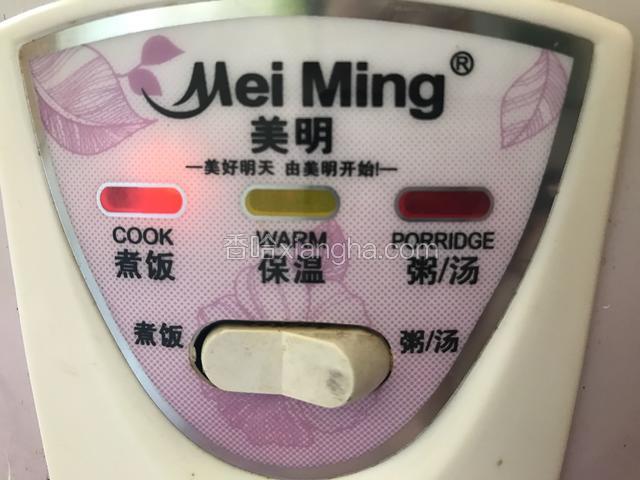 Mei Ming®
美明
—美好明天 由美明开始!—
COOK WARM PORRIDGE
香哈xiangha.com
煮饭 保温 粥/汤
煮饭 粥/汤